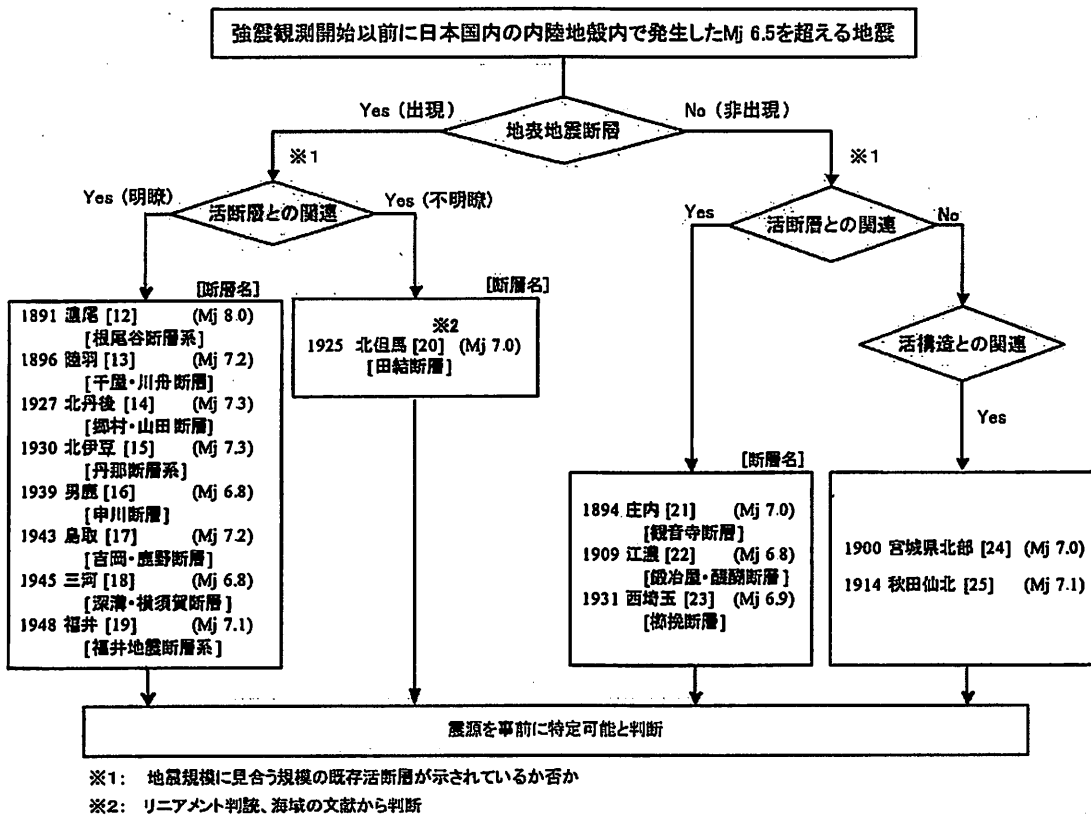 強震観測開始以前に日本国内の内陸地殻内で発生したMj 6.5を超える地震
Yes (出現)
No (非出現)
地表地震断層
※1
※1
Yes (明瞭)
Yes (不明瞭)
活断層との関連
Yes
No
活断層との関連
[断層名]
1891 濃尾 [12] (Mj 8.0)
[根尾谷断層系]
1896 陸羽 [13] (Mj 7.2)
[千屋・川舟断層]
1927 北丹後 [14] (Mj 7.3)
[郷村・山田断層]
1930 北伊豆 [15] (Mj 7.3)
[丹那断層系]
1939 男鹿 [16] (Mj 6.8)
[申川断層]
1943 鳥取 [17] (Mj 7.2)
[吉岡・鹿野断層]
1945 三河 [18] (Mj 6.8)
[深溝・横須賀断層]
1948 福井 [19] (Mj 7.1)
[福井地震断層系]
[断層名]
※2
1925 北但馬 [20] (Mj 7.0)
[田結断層]
活構造との関連
Yes
[断層名]
1894 庄内 [21] (Mj 7.0)
[観音寺断層]
1909 江濃 [22] (Mj 6.8)
[鍛冶屋・醍醐断層]
1931 西埼玉 [23] (Mj 6.9)
[櫛挽断層]
1900 宮城県北部 [24] (Mj 7.0)
1914 秋田仙北 [25] (Mj 7.1)
震源を事前に特定可能と判断
※1: 地震規模に見合う規模の既存活断層が示されているか否か
※2: リニアメント判読、海域の文献から判断